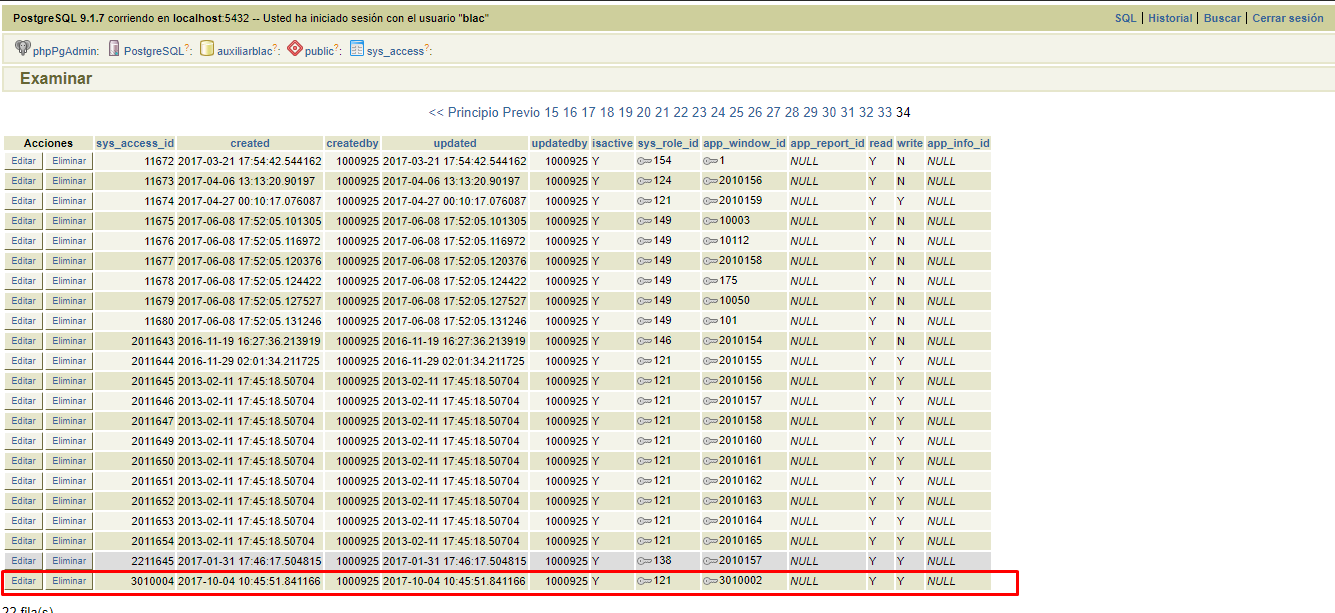 PostgreSQL 9.1.7 corriendo en localhost:5432 -- Usted ha iniciado sesión con el usuario "blac"
SQL | Historial | Buscar | Cerrar sesión
phpPgAdmin: PostgreSQL?: auxiliarblac?: public?: sys_access?:
Examinar
<< Principio Previo 15 16 17 18 19 20 21 22 23 24 25 26 27 28 29 30 31 32 33 34
Acciones sys_access_id created createdby updated updatedby isactive sys_role_id app_window_id app_report_id read write app_info_id
Editar Eliminar 11672 2017-03-21 17:54:42.544162 1000925 2017-03-21 17:54:42.544162 1000925 Y 154 1 NULL Y N NULL
Editar Eliminar 11673 2017-04-06 13:13:20.90197 1000925 2017-04-06 13:13:20.90197 1000925 Y 124 2010156 NULL Y N NULL
Editar Eliminar 11674 2017-04-27 00:10:17.076087 1000925 2017-04-27 00:10:17.076087 1000925 Y 121 2010159 NULL Y Y NULL
Editar Eliminar 11675 2017-06-08 17:52:05.101305 1000925 2017-06-08 17:52:05.101305 1000925 Y 149 10003 NULL Y N NULL
Editar Eliminar 11676 2017-06-08 17:52:05.116972 1000925 2017-06-08 17:52:05.116972 1000925 Y 149 10112 NULL Y N NULL
Editar Eliminar 11677 2017-06-08 17:52:05.120376 1000925 2017-06-08 17:52:05.120376 1000925 Y 149 2010158 NULL Y N NULL
Editar Eliminar 11678 2017-06-08 17:52:05.124422 1000925 2017-06-08 17:52:05.124422 1000925 Y 149 175 NULL Y N NULL
Editar Eliminar 11679 2017-06-08 17:52:05.127527 1000925 2017-06-08 17:52:05.127527 1000925 Y 149 10050 NULL Y N NULL
Editar Eliminar 11680 2017-06-08 17:52:05.131246 1000925 2017-06-08 17:52:05.131246 1000925 Y 149 101 NULL Y N NULL
Editar Eliminar 2011643 2016-11-19 16:27:36.213919 1000925 2016-11-19 16:27:36.213919 1000925 Y 146 2010154 NULL Y N NULL
Editar Eliminar 2011644 2016-11-29 02:01:34.211725 1000925 2016-11-29 02:01:34.211725 1000925 Y 121 2010155 NULL Y Y NULL
Editar Eliminar 2011645 2013-02-11 17:45:18.50704 1000925 2013-02-11 17:45:18.50704 1000925 Y 121 2010156 NULL Y Y NULL
Editar Eliminar 2011646 2013-02-11 17:45:18.50704 1000925 2013-02-11 17:45:18.50704 1000925 Y 121 2010157 NULL Y Y NULL
Editar Eliminar 2011647 2013-02-11 17:45:18.50704 1000925 2013-02-11 17:45:18.50704 1000925 Y 121 2010158 NULL Y Y NULL
Editar Eliminar 2011649 2013-02-11 17:45:18.50704 1000925 2013-02-11 17:45:18.50704 1000925 Y 121 2010160 NULL Y Y NULL
Editar Eliminar 2011650 2013-02-11 17:45:18.50704 1000925 2013-02-11 17:45:18.50704 1000925 Y 121 2010161 NULL Y Y NULL
Editar Eliminar 2011651 2013-02-11 17:45:18.50704 1000925 2013-02-11 17:45:18.50704 1000925 Y 121 2010162 NULL Y Y NULL
Editar Eliminar 2011652 2013-02-11 17:45:18.50704 1000925 2013-02-11 17:45:18.50704 1000925 Y 121 2010163 NULL Y Y NULL
Editar Eliminar 2011653 2013-02-11 17:45:18.50704 1000925 2013-02-11 17:45:18.50704 1000925 Y 121 2010164 NULL Y Y NULL
Editar Eliminar 2011654 2013-02-11 17:45:18.50704 1000925 2013-02-11 17:45:18.50704 1000925 Y 121 2010165 NULL Y Y NULL
Editar Eliminar 2211645 2017-01-31 17:46:17.504815 1000925 2017-01-31 17:46:17.504815 1000925 Y 138 2010157 NULL Y Y NULL
Editar Eliminar 3010004 2017-10-04 10:45:51.841166 1000925 2017-10-04 10:45:51.841166 1000925 Y 121 3010002 NULL Y Y NULL
22 fila(s)